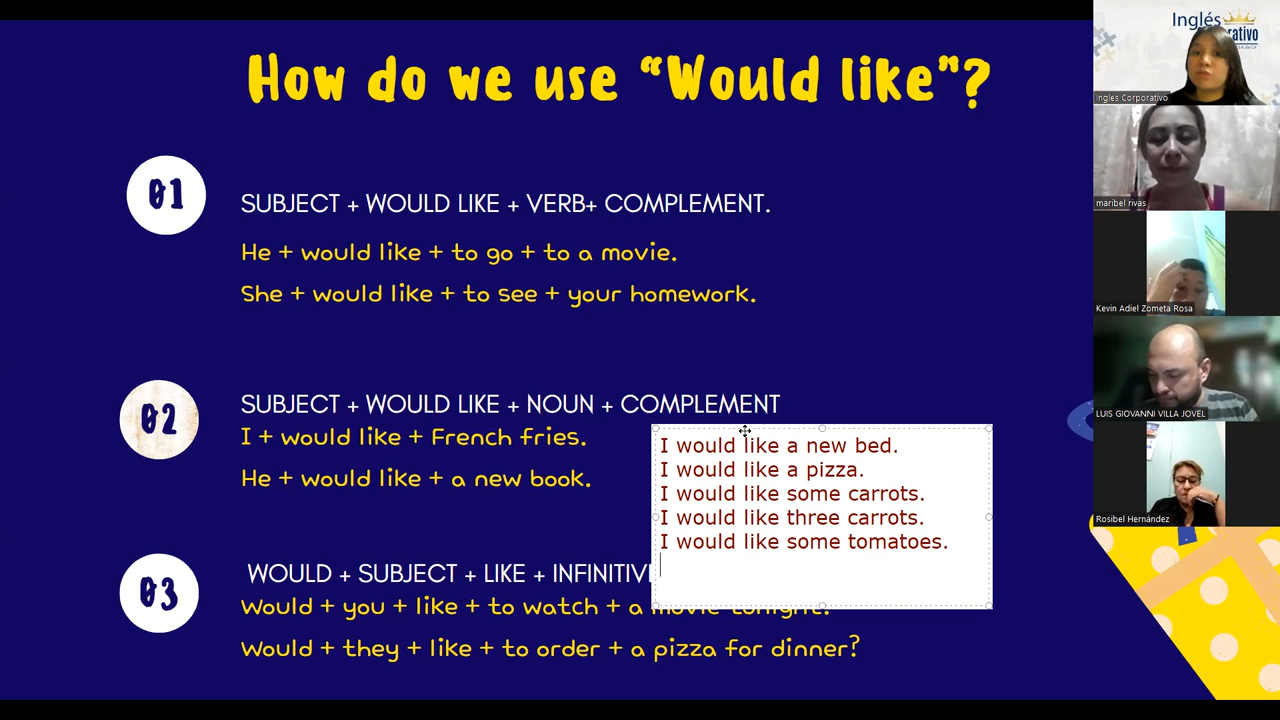 How do we use “Would like”?
01
SUBJECT + WOULD LIKE + VERB+ COMPLEMENT.
He + would like + to go + to a movie.
She + would like + to see + your homework.
02
SUBJECT + WOULD LIKE + NOUN + COMPLEMENT
I + would like + French fries.
He + would like + a new book.
I would like a new bed.
I would like a pizza.
I would like some carrots.
I would like three carrots.
I would like some tomatoes.
03
WOULD + SUBJECT + LIKE + INFINITIVE
Would + you + like + to watch + a movie tonight?
Would + they + like + to order + a pizza for dinner?
Inglés
Ingles Corporativo
maribel rivas
Kevin Adiel Zometa Rosa
LUIS GIOVANNI VILLA JOVEL
Rosibel Hernández